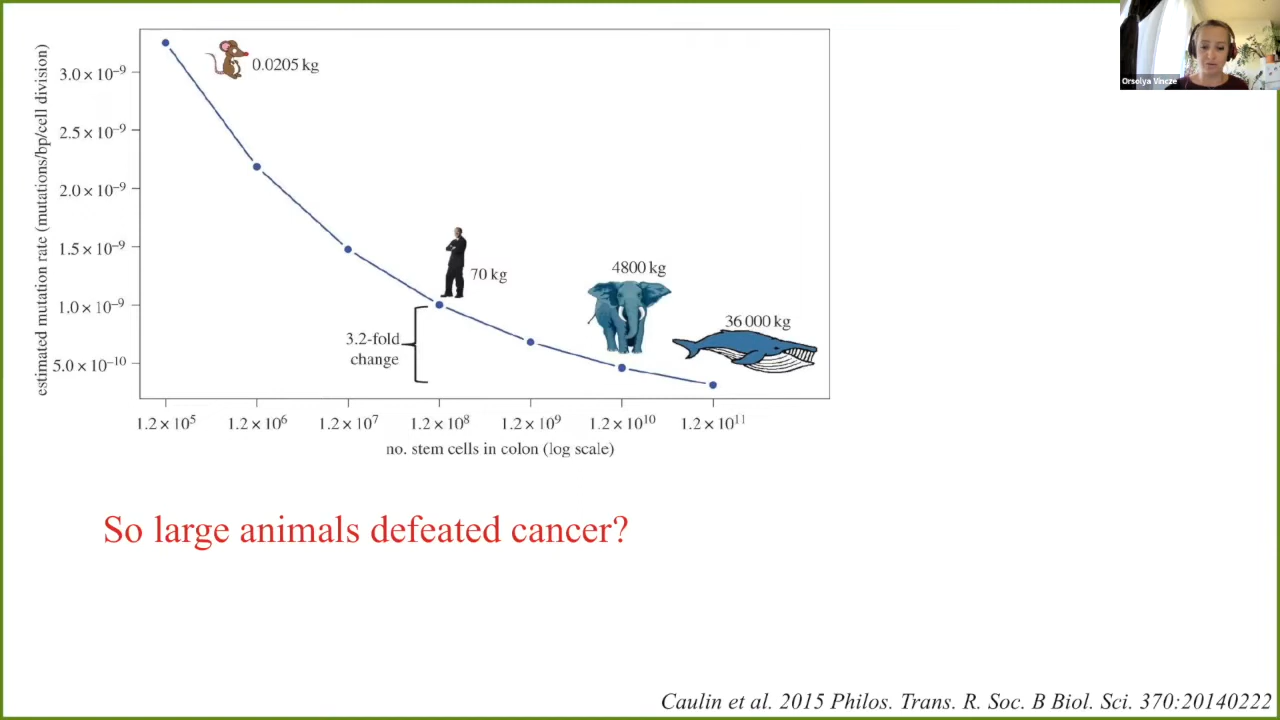 Orsolya Vincze
estimated mutation rate (mutations/bp/cell division)
3.0 × 10⁻⁹
2.5 × 10⁻⁹
2.0 × 10⁻⁹
1.5 × 10⁻⁹
1.0 × 10⁻⁹
5.0 × 10⁻¹⁰
0.0205 kg
70 kg
4800 kg
36 000 kg
3.2-fold
change
1.2 × 10⁵ 1.2 × 10⁶ 1.2 × 10⁷ 1.2 × 10⁸ 1.2 × 10⁹ 1.2 × 10¹⁰ 1.2 × 10¹¹
no. stem cells in colon (log scale)
So large animals defeated cancer?
Caulin et al. 2015 Philos. Trans. R. Soc. B Biol. Sci. 370:20140222